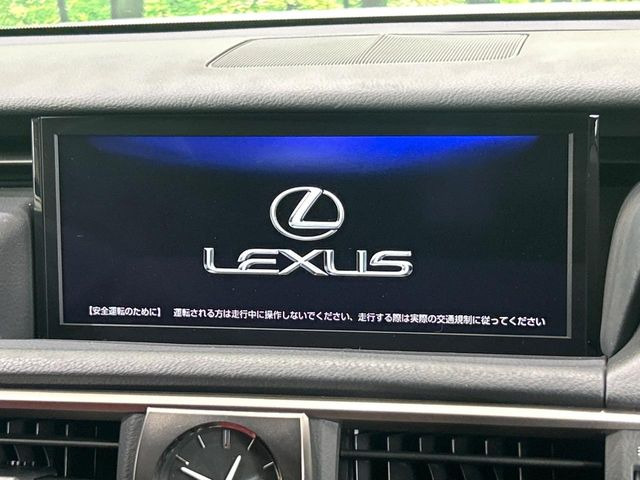 LEXUS
【安全運転のために】 運転される方は走行中に操作しないでください、走行する際は実際の交通規制に従ってください